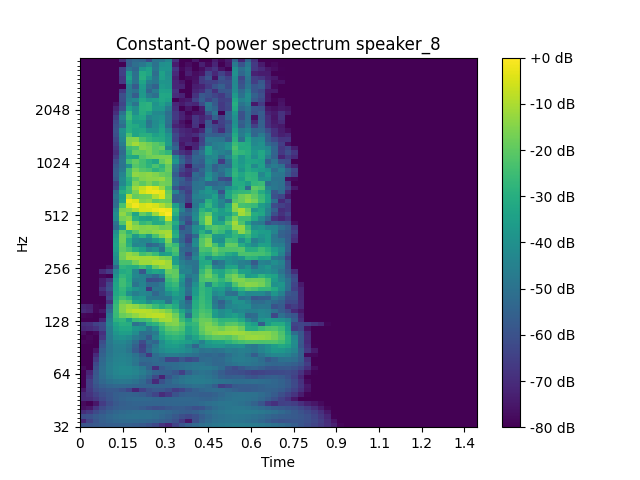 Constant-Q power spectrum speaker_8
Hz
2048
1024
512
256
128
64
32
0 0.15 0.3 0.45 0.6 0.75 0.9 1.1 1.2 1.4
Time
+0 dB
-10 dB
-20 dB
-30 dB
-40 dB
-50 dB
-60 dB
-70 dB
-80 dB